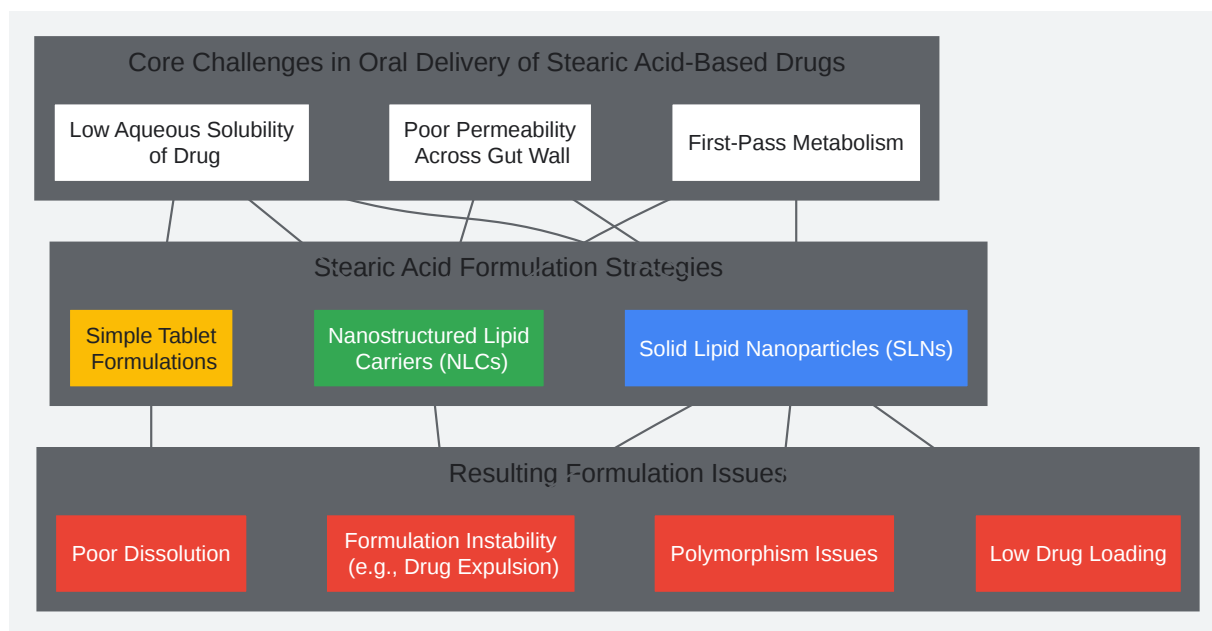 Core Challenges in Oral Delivery of Stearic Acid-Based Drugs
Low Aqueous Solubility
of Drug
Poor Permeability
Across Gut Wall
First-Pass Metabolism
Stearic Acid Formulation Strategies
Simple Tablet
Formulations
Nanostructured Lipid
Carriers (NLCs)
Solid Lipid Nanoparticles (SLNs)
Resulting Formulation Issues
Poor Dissolution
Formulation Instability
(e.g., Drug Expulsion)
Polymorphism Issues
Low Drug Loading